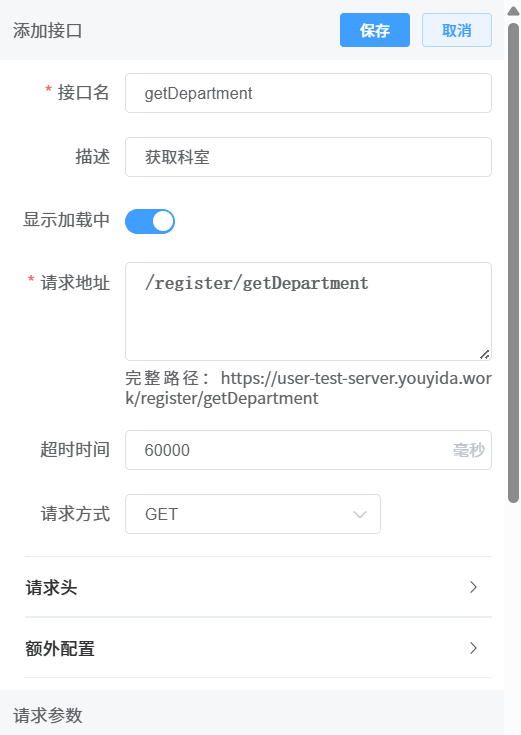 添加接口 保存 取消
* 接口名 getDepartment
描述 获取科室
显示加载中
* 请求地址 /register/getDepartment
完整路径：https://user-test-server.youyida.wor
k/register/getDepartment
超时时间 60000 毫秒
请求方式 GET
请求头
额外配置
请求参数